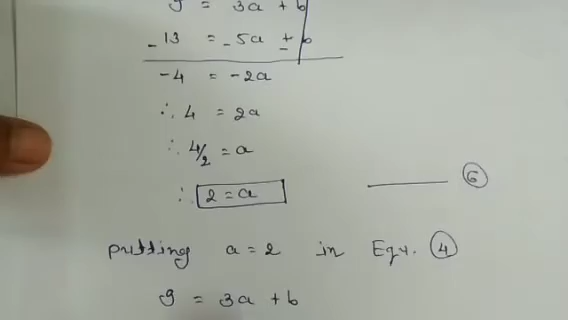 9 = 3a + b
- 13 = - 5a ± b
-4 = -2a
∴ 4 = 2a
∴ 4/2 = a
∴ 2 = a ——— 6
putting a = 2 in Eqn. 4
9 = 3a + b